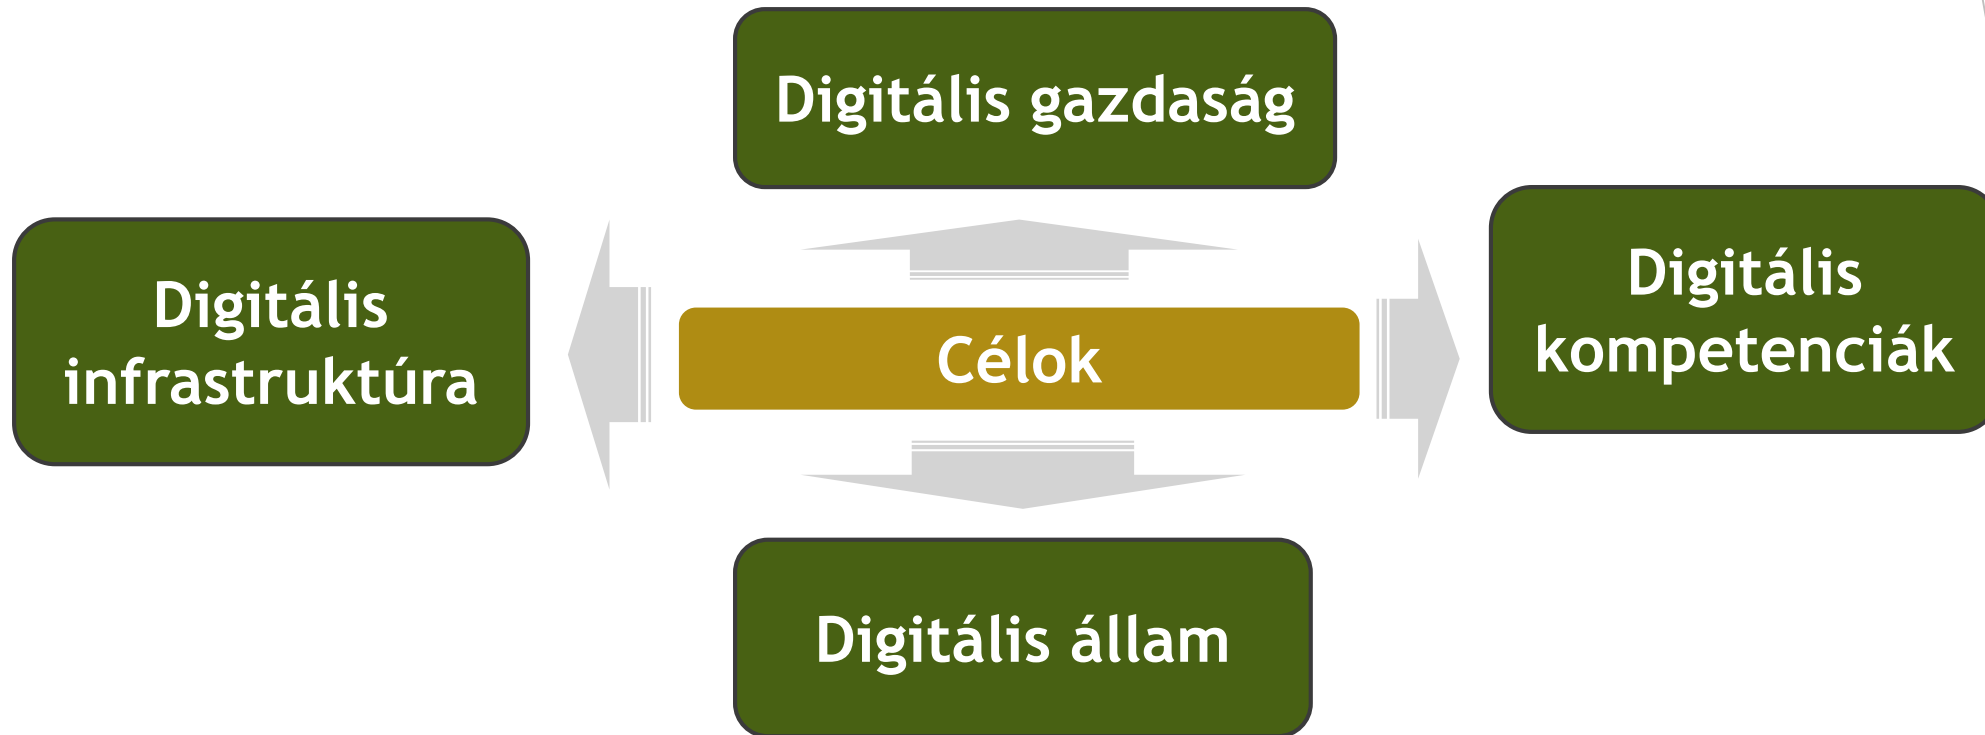 Digitális gazdaság
Digitális
infrastruktúra
Célok
Digitális
kompetenciák
Digitális állam